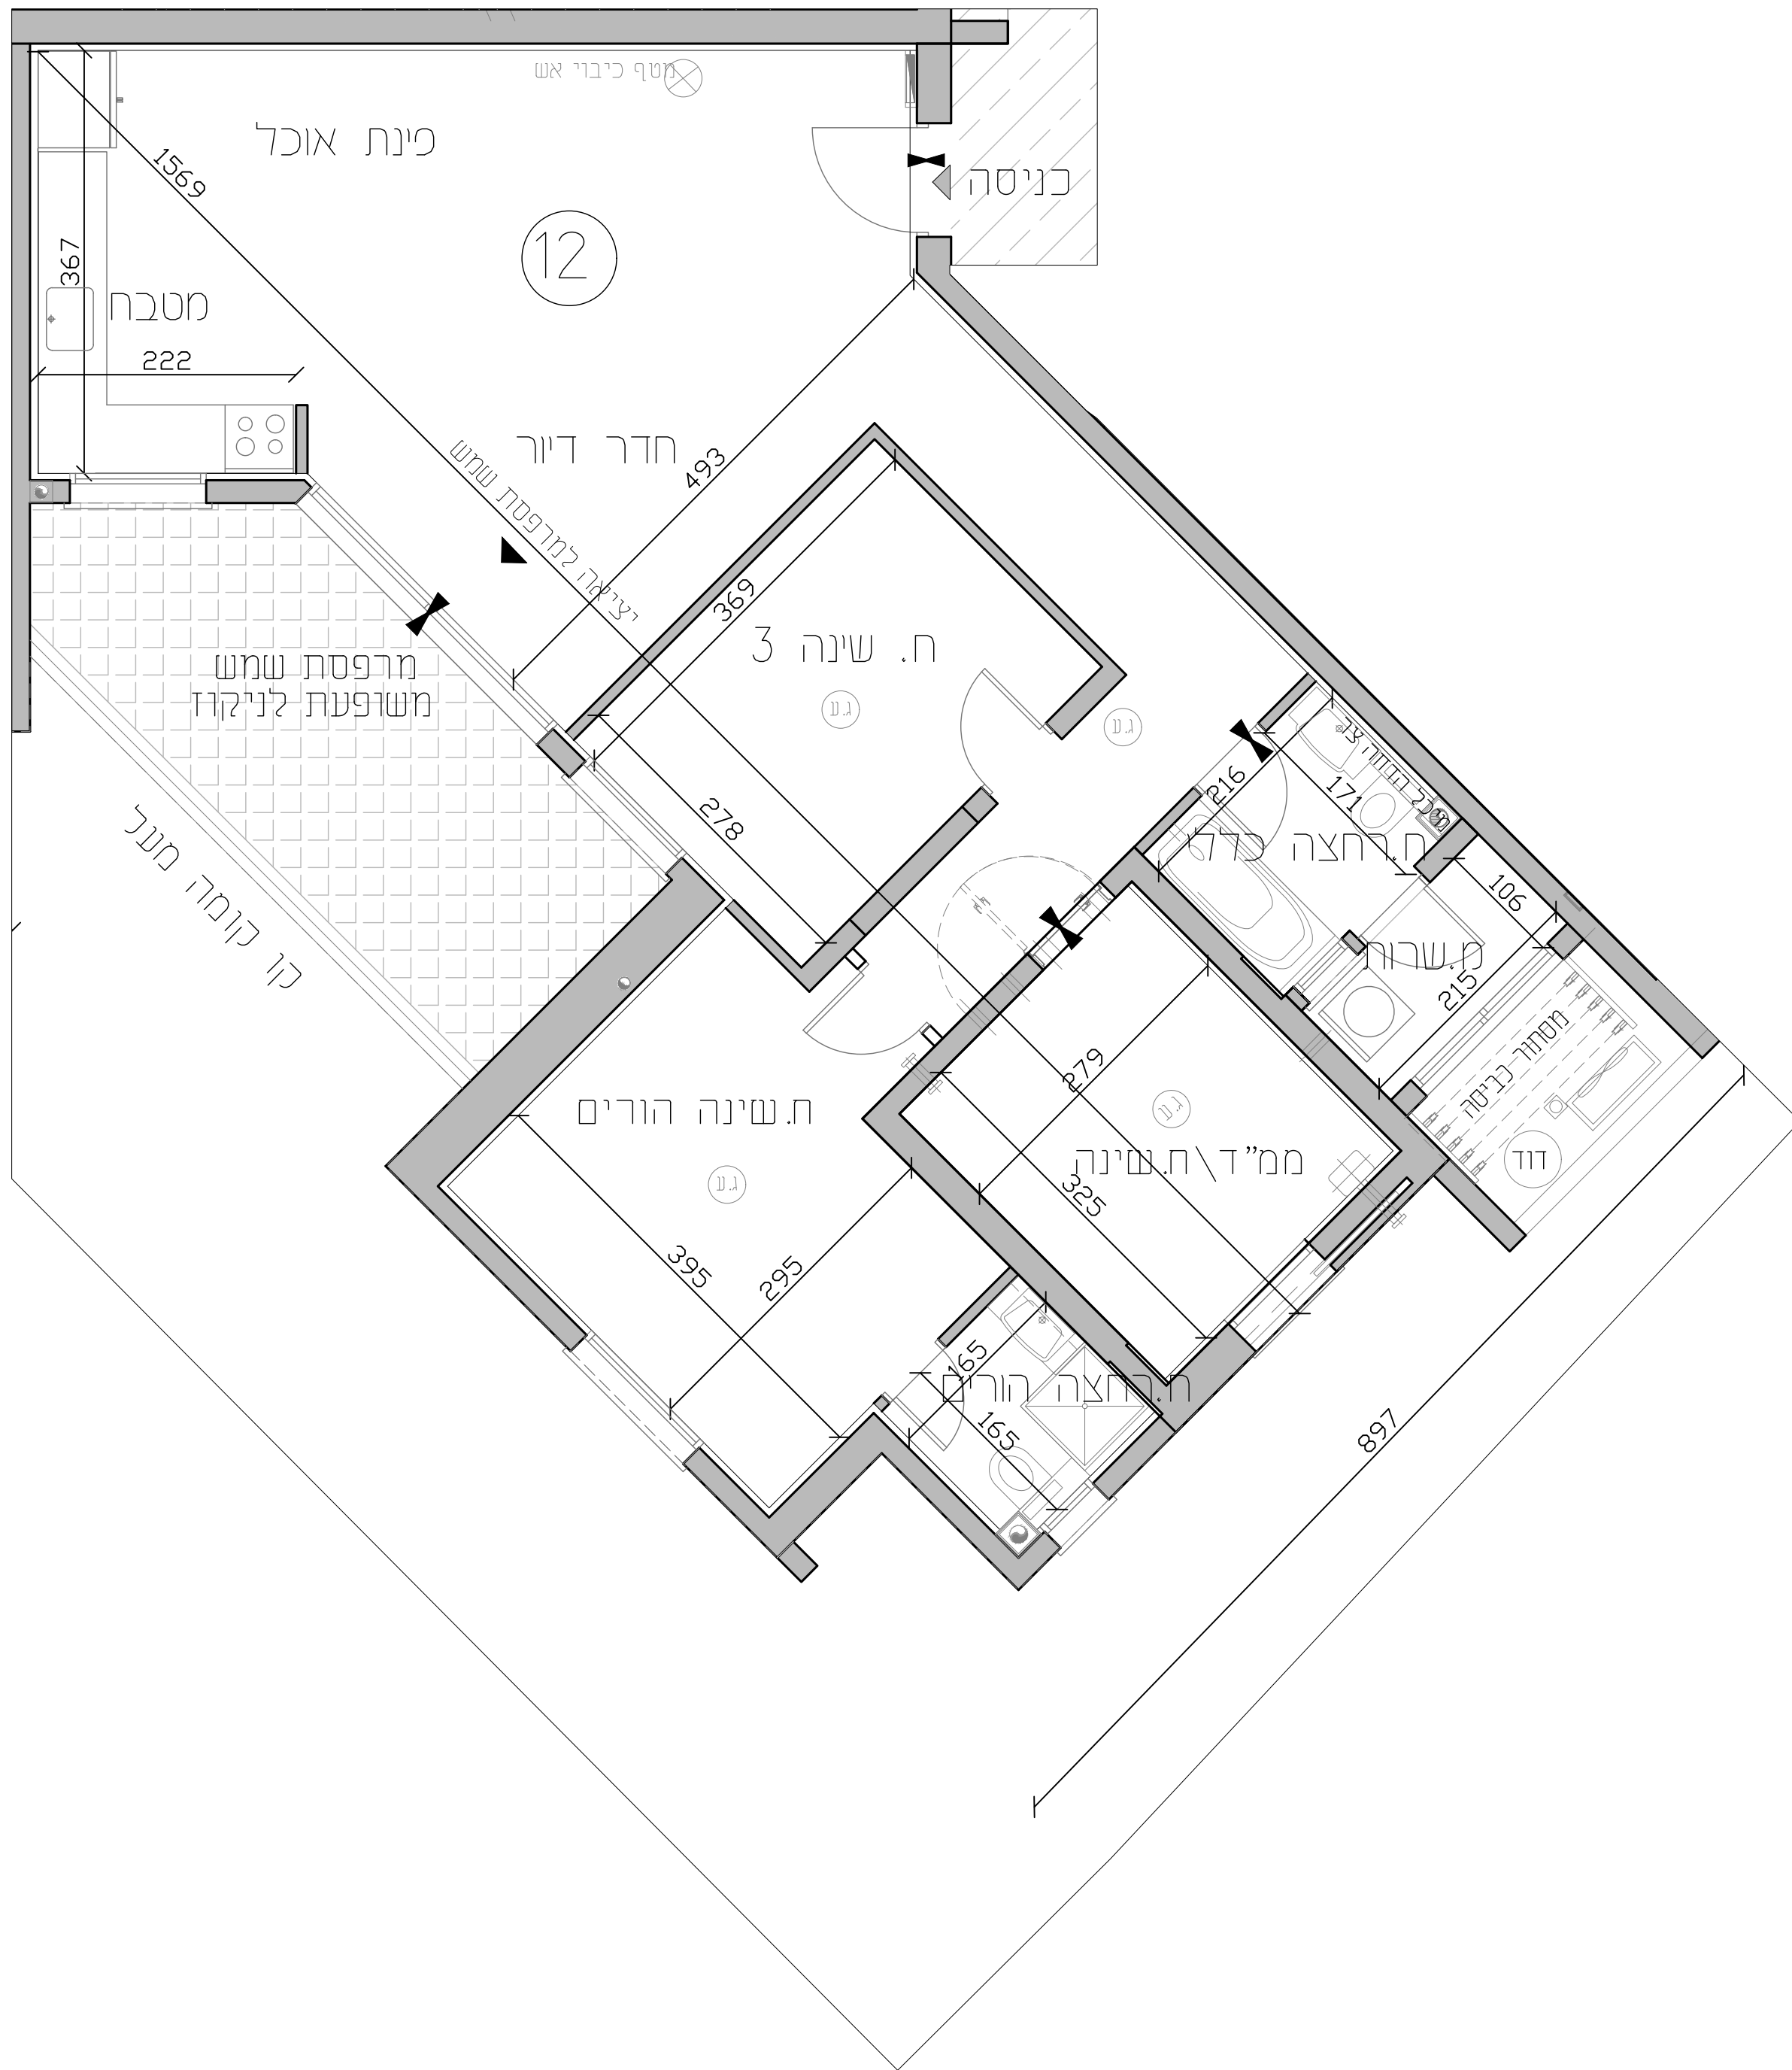 מטף כיבוי אש
פינת אוכל
1569
כניסה
12
367
מטבח
222
חדר דיור
493
יציאה למרפסת שמש
369
ח. שינה 3
ג.ע
ג.ע
מרפסת שמש
משופעת לניקוז
278
קו קומה מעל
216
171
ח.רחצה כללי
106
מ.שרות
215
מסתור כביסה
דוד
279
ח.שינה הורים
ג.ע
ג.ע
ממ"ד\ח.שינה
325
395
295
165
ח.רחצה הורים
165
897